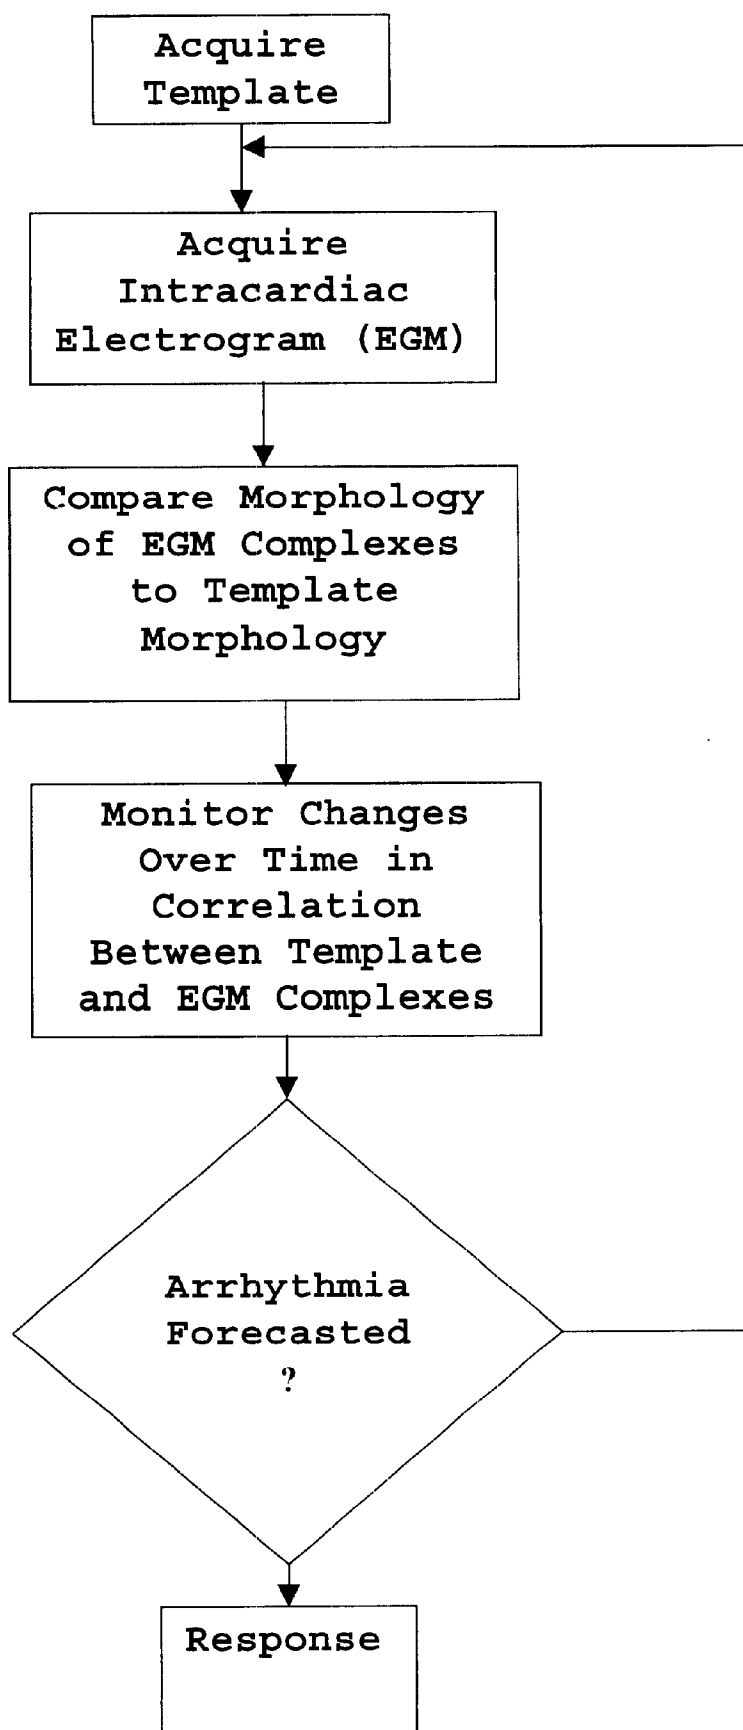 Acquire
Template
Acquire
Intracardiac
Electrogram (EGM)
Compare Morphology
of EGM Complexes
to Template
Morphology
Monitor Changes
Over Time in
Correlation
Between Template
and EGM Complexes
Arrhythmia
Forecasted
?
Response